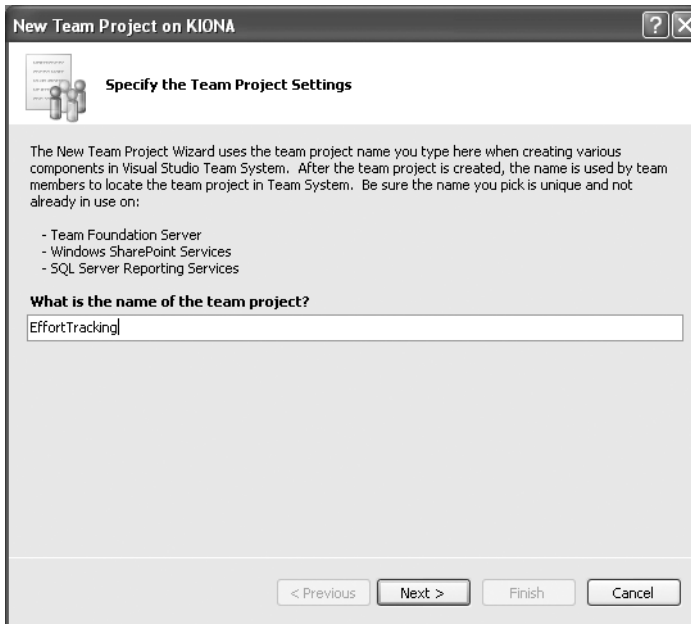 New Team Project on KIONA
Specify the Team Project Settings
The New Team Project Wizard uses the team project name you type here when creating various
components in Visual Studio Team System. After the team project is created, the name is used by team
members to locate the team project in Team System. Be sure the name you pick is unique and not
already in use on:
- Team Foundation Server
- Windows SharePoint Services
- SQL Server Reporting Services
What is the name of the team project?
EffortTracking
< Previous Next > Finish Cancel